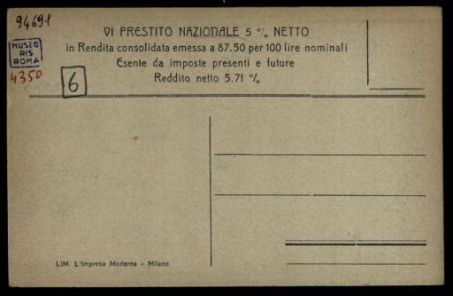 94691
MUSEO
RIS
ROMA
4350
6
VI PRESTITO NAZIONALE 5 % NETTO
in Rendita consolidata emessa a 87.50 per 100 lire nominali
Esente da imposte presenti e future
Reddito netto 5.71 %
LIM. L'Impresa Moderna - Milano